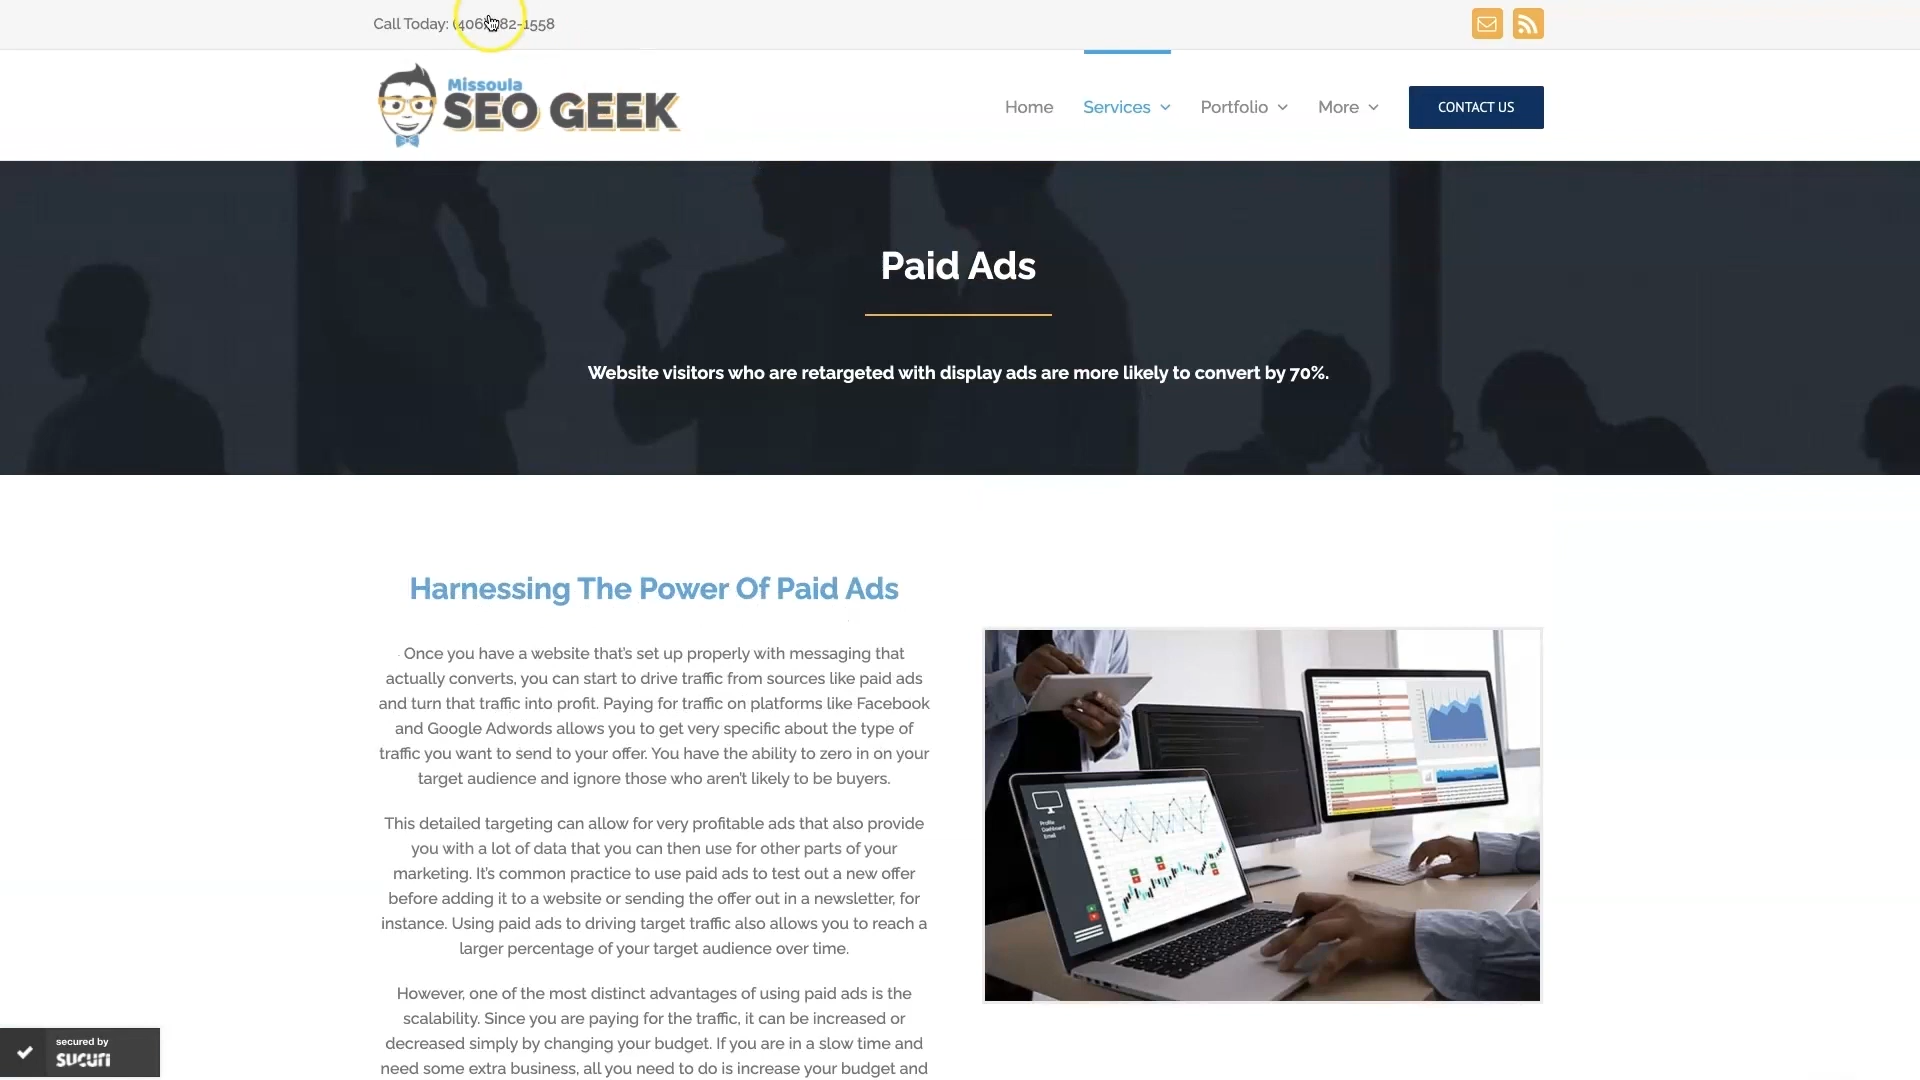 Call Today: (406) 882-1558
Missoula
SEO GEEK
Home
Services
Portfolio
More
CONTACT US
Paid Ads
Website visitors who are retargeted with display ads are more likely to convert by 70%.
Harnessing The Power Of Paid Ads
Once you have a website that's set up properly with messaging that
actually converts, you can start to drive traffic from sources like paid ads
and turn that traffic into profit. Paying for traffic on platforms like Facebook
and Google Adwords allows you to get very specific about the type of
traffic you want to send to your offer. You have the ability to zero in on your
target audience and ignore those who aren't likely to be buyers.
This detailed targeting can allow for very profitable ads that also provide
you with a lot of data that you can then use for other parts of your
marketing. It's common practice to use paid ads to test out a new offer
before adding it to a website or sending the offer out in a newsletter, for
instance. Using paid ads to driving target traffic also allows you to reach a
larger percentage of your target audience over time.
However, one of the most distinct advantages of using paid ads is the
scalability. Since you are paying for the traffic, it can be increased or
decreased simply by changing your budget. If you are in a slow time and
need some extra business, all you need to do is increase your budget and
Profile
Dashboard
Email
secured by
sucuri